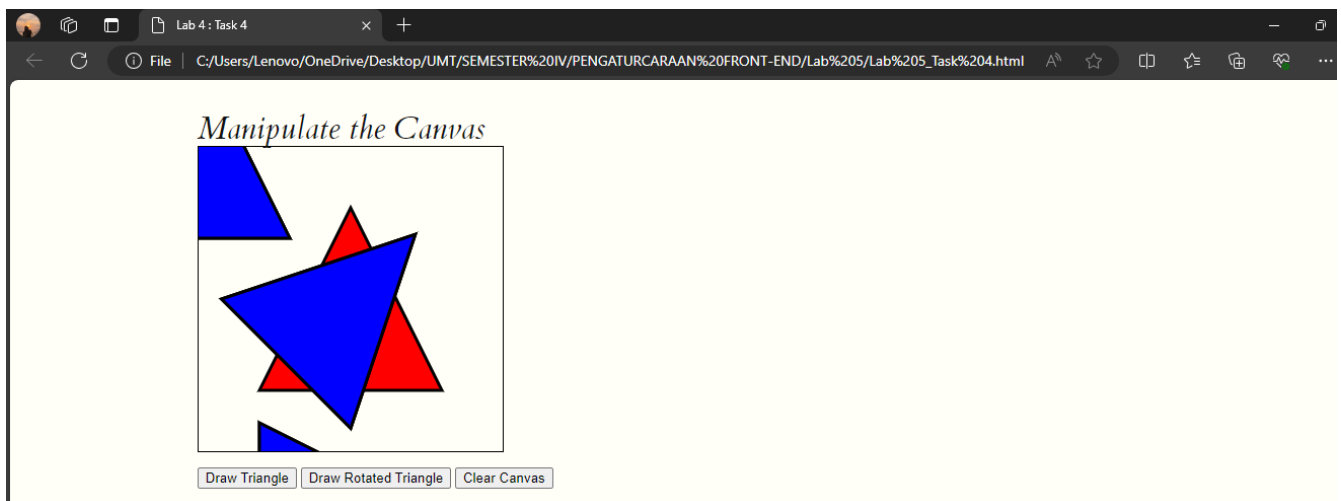 Lab 4 : Task 4
File C:/Users/Lenovo/OneDrive/Desktop/UMT/SEMESTER%20IV/PENGATURCARAAN%20FRONT-END/Lab%205/Lab%205_Task%204.html
Manipulate the Canvas
Draw Triangle Draw Rotated Triangle Clear Canvas